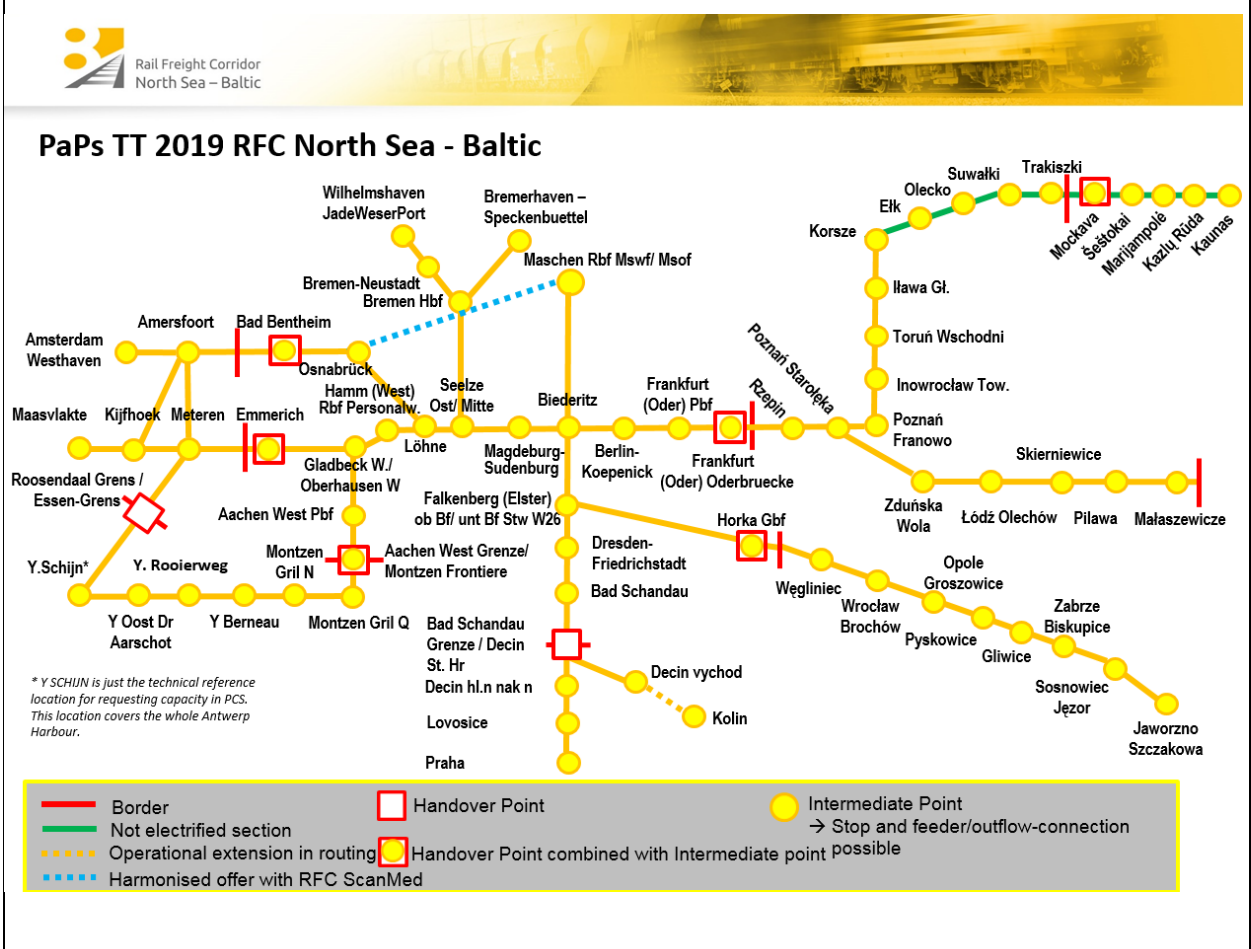 Rail Freight Corridor
North Sea – Baltic
PaPs TT 2019 RFC North Sea - Baltic
Wilhelmshaven
JadeWeserPort
Bremerhaven –
Speckenbuettel
Maschen Rbf Mswf/ Msof
Bremen-Neustadt
Bremen Hbf
Korsze
Ełk
Olecko
Suwałki
Trakiszki
Mockava
Šeštokai
Marijampolė
Kazlų Rūda
Kaunas
Iława Gł.
Toruń Wschodni
Inowrocław Tow.
Poznań
Franowo
Amsterdam
Westhaven
Amersfoort
Bad Bentheim
Osnabrück
Hamm (West)
Rbf Personalw.
Maasvlakte
Kijfhoek
Meteren
Emmerich
Löhne
Seelze
Ost/ Mitte
Magdeburg-
Sudenburg
Biederitz
Berlin-
Koepenick
Frankfurt
(Oder) Pbf
Frankfurt
(Oder) Oderbruecke
Rzepin
Poznań Starołęka
Skierniewice
Zduńska
Wola
Łódź Olechów
Pilawa
Małaszewicze
Roosendaal Grens /
Essen-Grens
Gladbeck W./
Oberhausen W
Aachen West Pbf
Montzen
Gril N
Aachen West Grenze/
Montzen Frontiere
Y.Schijn*
Y. Rooierweg
Y Oost Dr
Aarschot
Y Berneau
Montzen Gril Q
Falkenberg (Elster)
ob Bf/ unt Bf Stw W26
Dresden-
Friedrichstadt
Bad Schandau
Bad Schandau
Grenze / Decin
St. Hr
Decin hl.n nak n
Lovosice
Praha
Decin vychod
Kolin
Horka Gbf
Węgliniec
Wrocław
Brochów
Opole
Groszowice
Pyskowice
Gliwice
Zabrze
Biskupice
Sosnowiec
Jęzor
Jaworzno
Szczakowa
* Y SCHIJN is just the technical reference
location for requesting capacity in PCS.
This location covers the whole Antwerp
Harbour.
Border
Not electrified section
Operational extension in routing
Harmonised offer with RFC ScanMed
Handover Point
Handover Point combined with Intermediate point
Intermediate Point
→ Stop and feeder/outflow-connection
possible